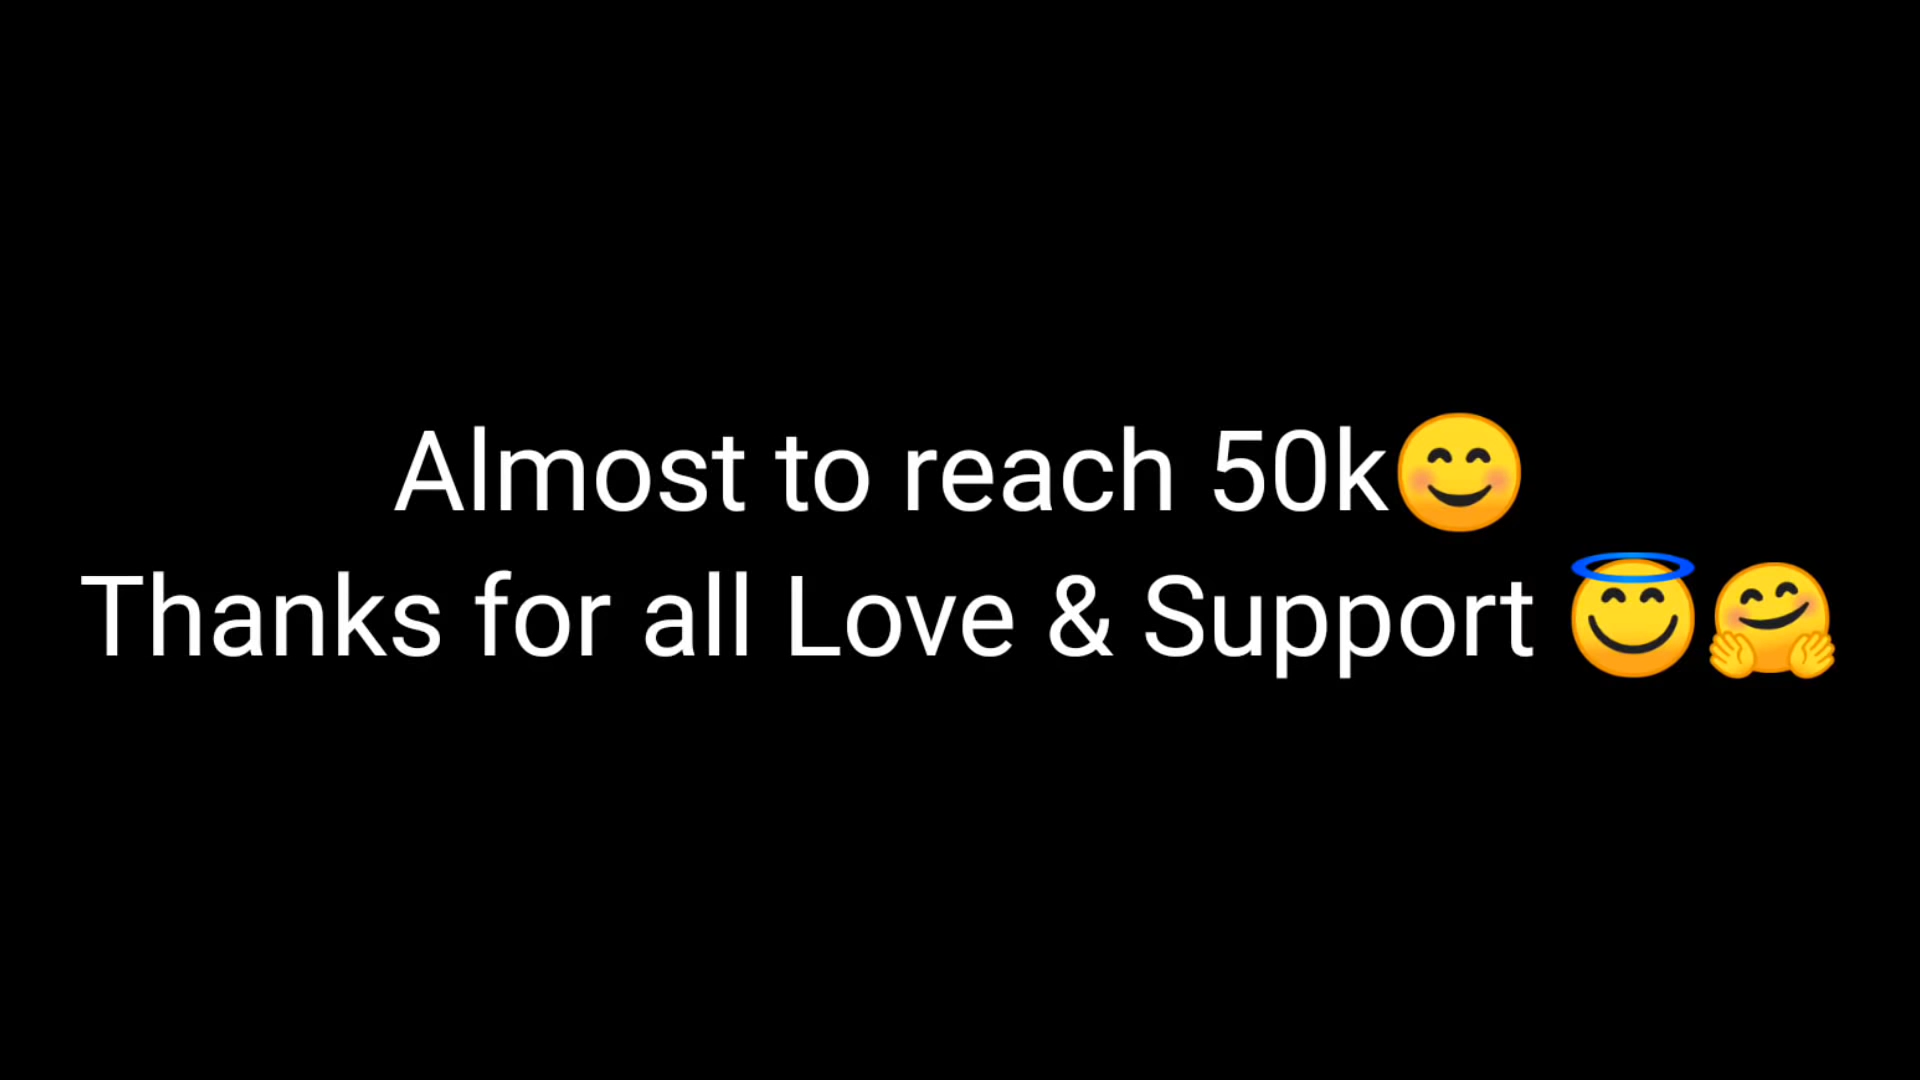 Almost to reach 50k😊
Thanks for all Love & Support 😇🤗